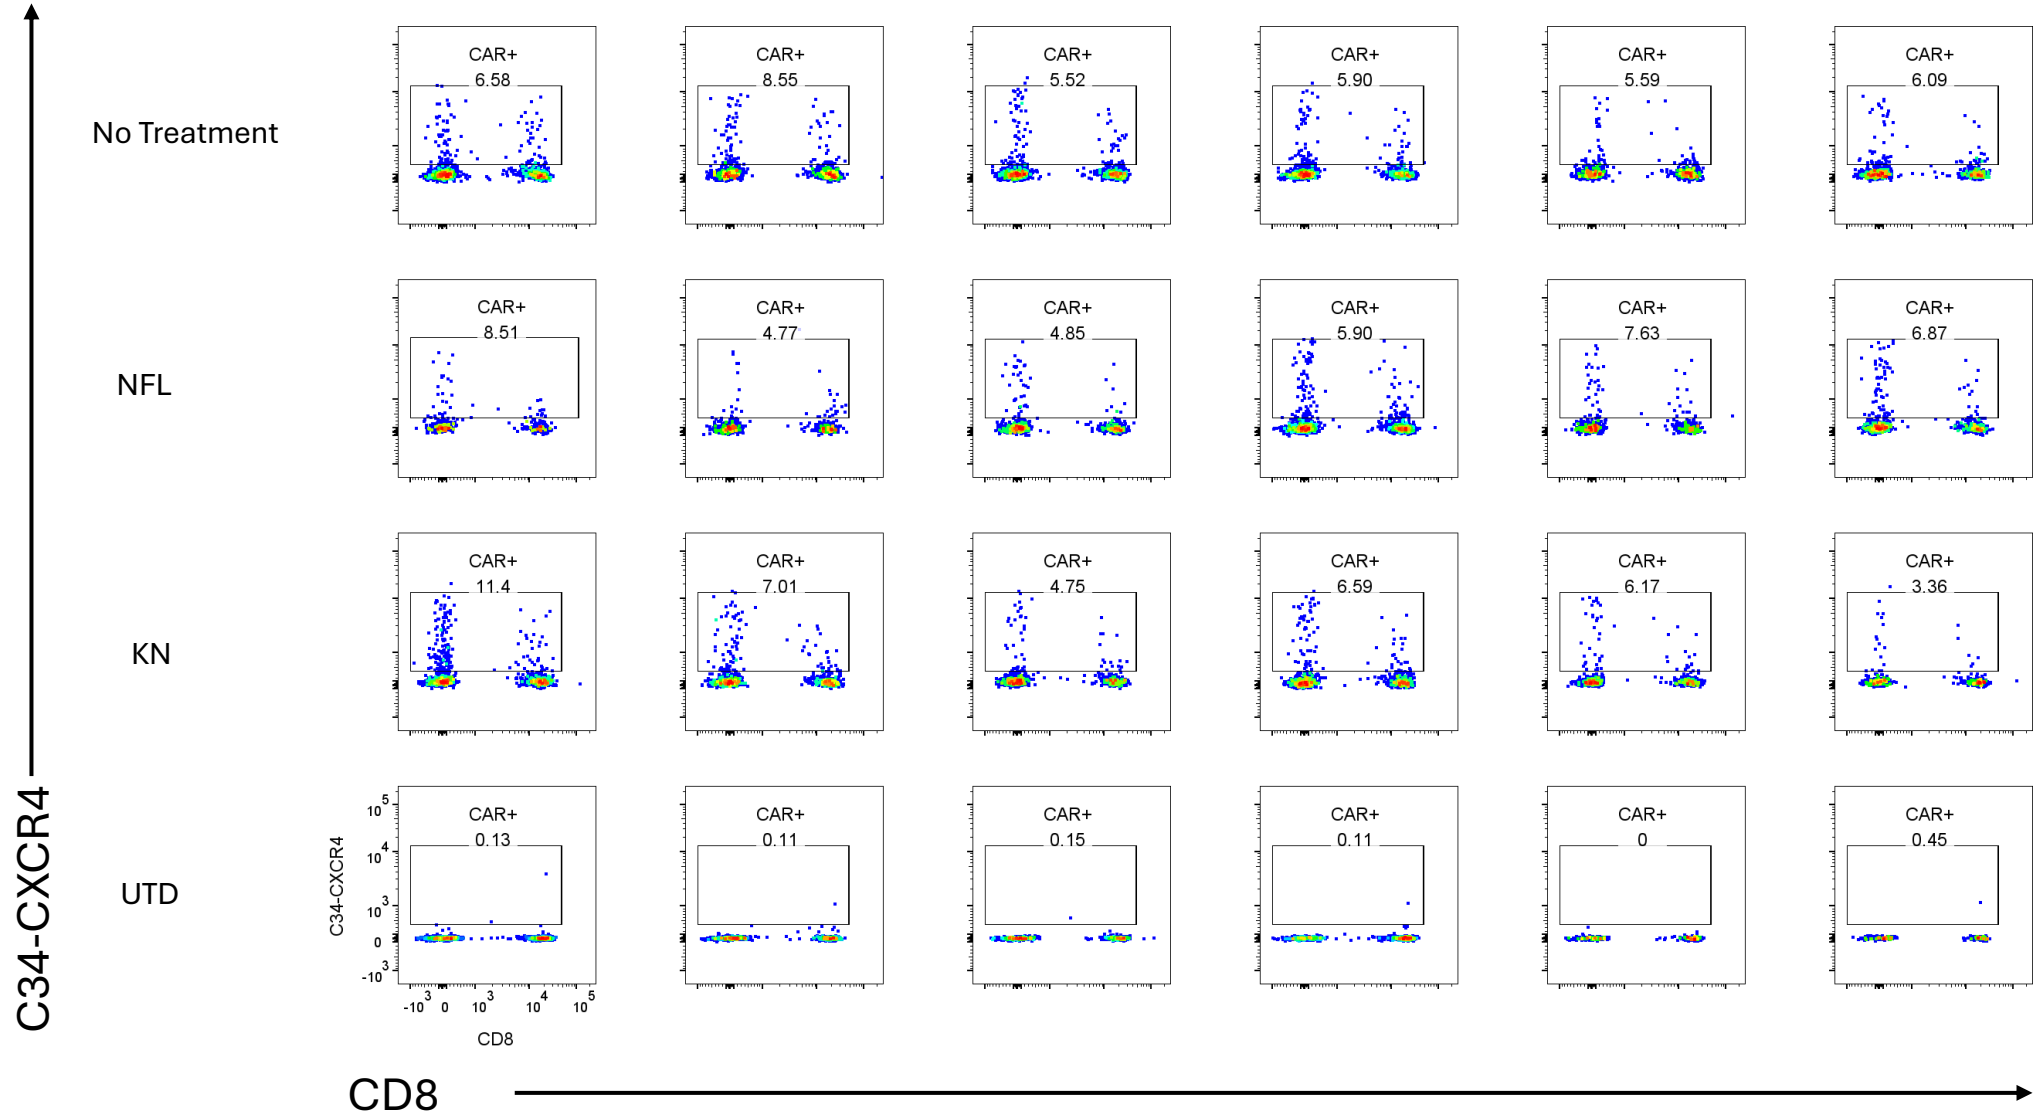 CAR+ CAR+ CAR+ CAR+ CAR+ CAR+
6.58 8.55 5.52 5.90 5.59 6.09
No Treatment
CAR+ CAR+ CAR+ CAR+ CAR+ CAR+
8.51 4.77 4.85 5.90 7.63 6.87
NFL
CAR+ CAR+ CAR+ CAR+ CAR+ CAR+
11.4 7.01 4.75 6.59 6.17 3.36
KN
CAR+ CAR+ CAR+ CAR+ CAR+ CAR+
0.13 0.11 0.15 0.11 0 0.45
UTD
10^5
10^4
10^3
0
-10^3
C34-CXCR4
-10^3 0 10^3 10^4 10^5
CD8
C34-CXCR4
CD8